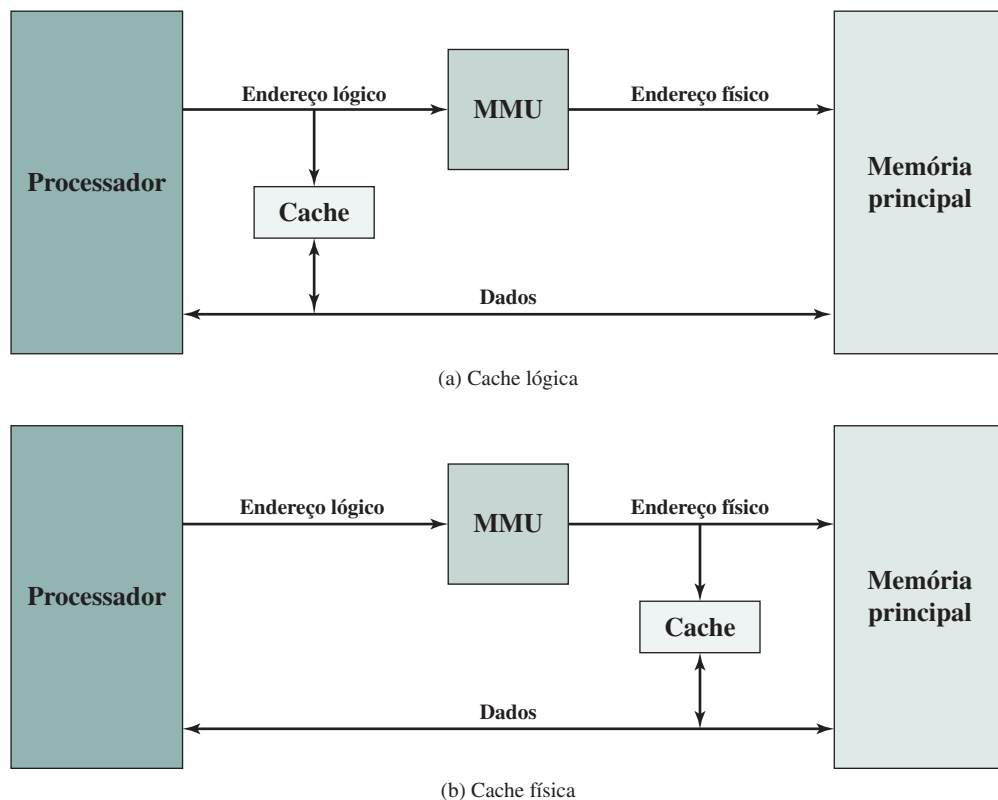 Endereço lógico
MMU
Endereço físico
Processador
Cache
Memória
principal
Dados
(a) Cache lógica
Endereço lógico
MMU
Endereço físico
Processador
Memória
principal
Cache
Dados
(b) Cache física